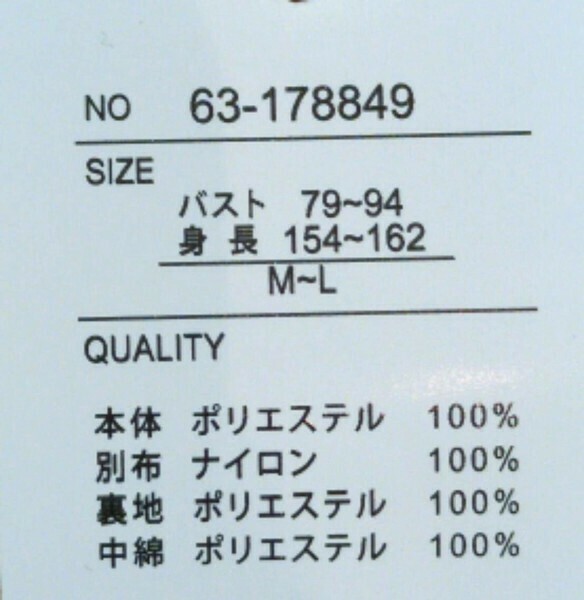 NO 63-178849
SIZE
バスト 79~94
身長 154~162
M~L
QUALITY
本体 ポリエステル 100%
別布 ナイロン 100%
裏地 ポリエステル 100%
中綿 ポリエステル 100%